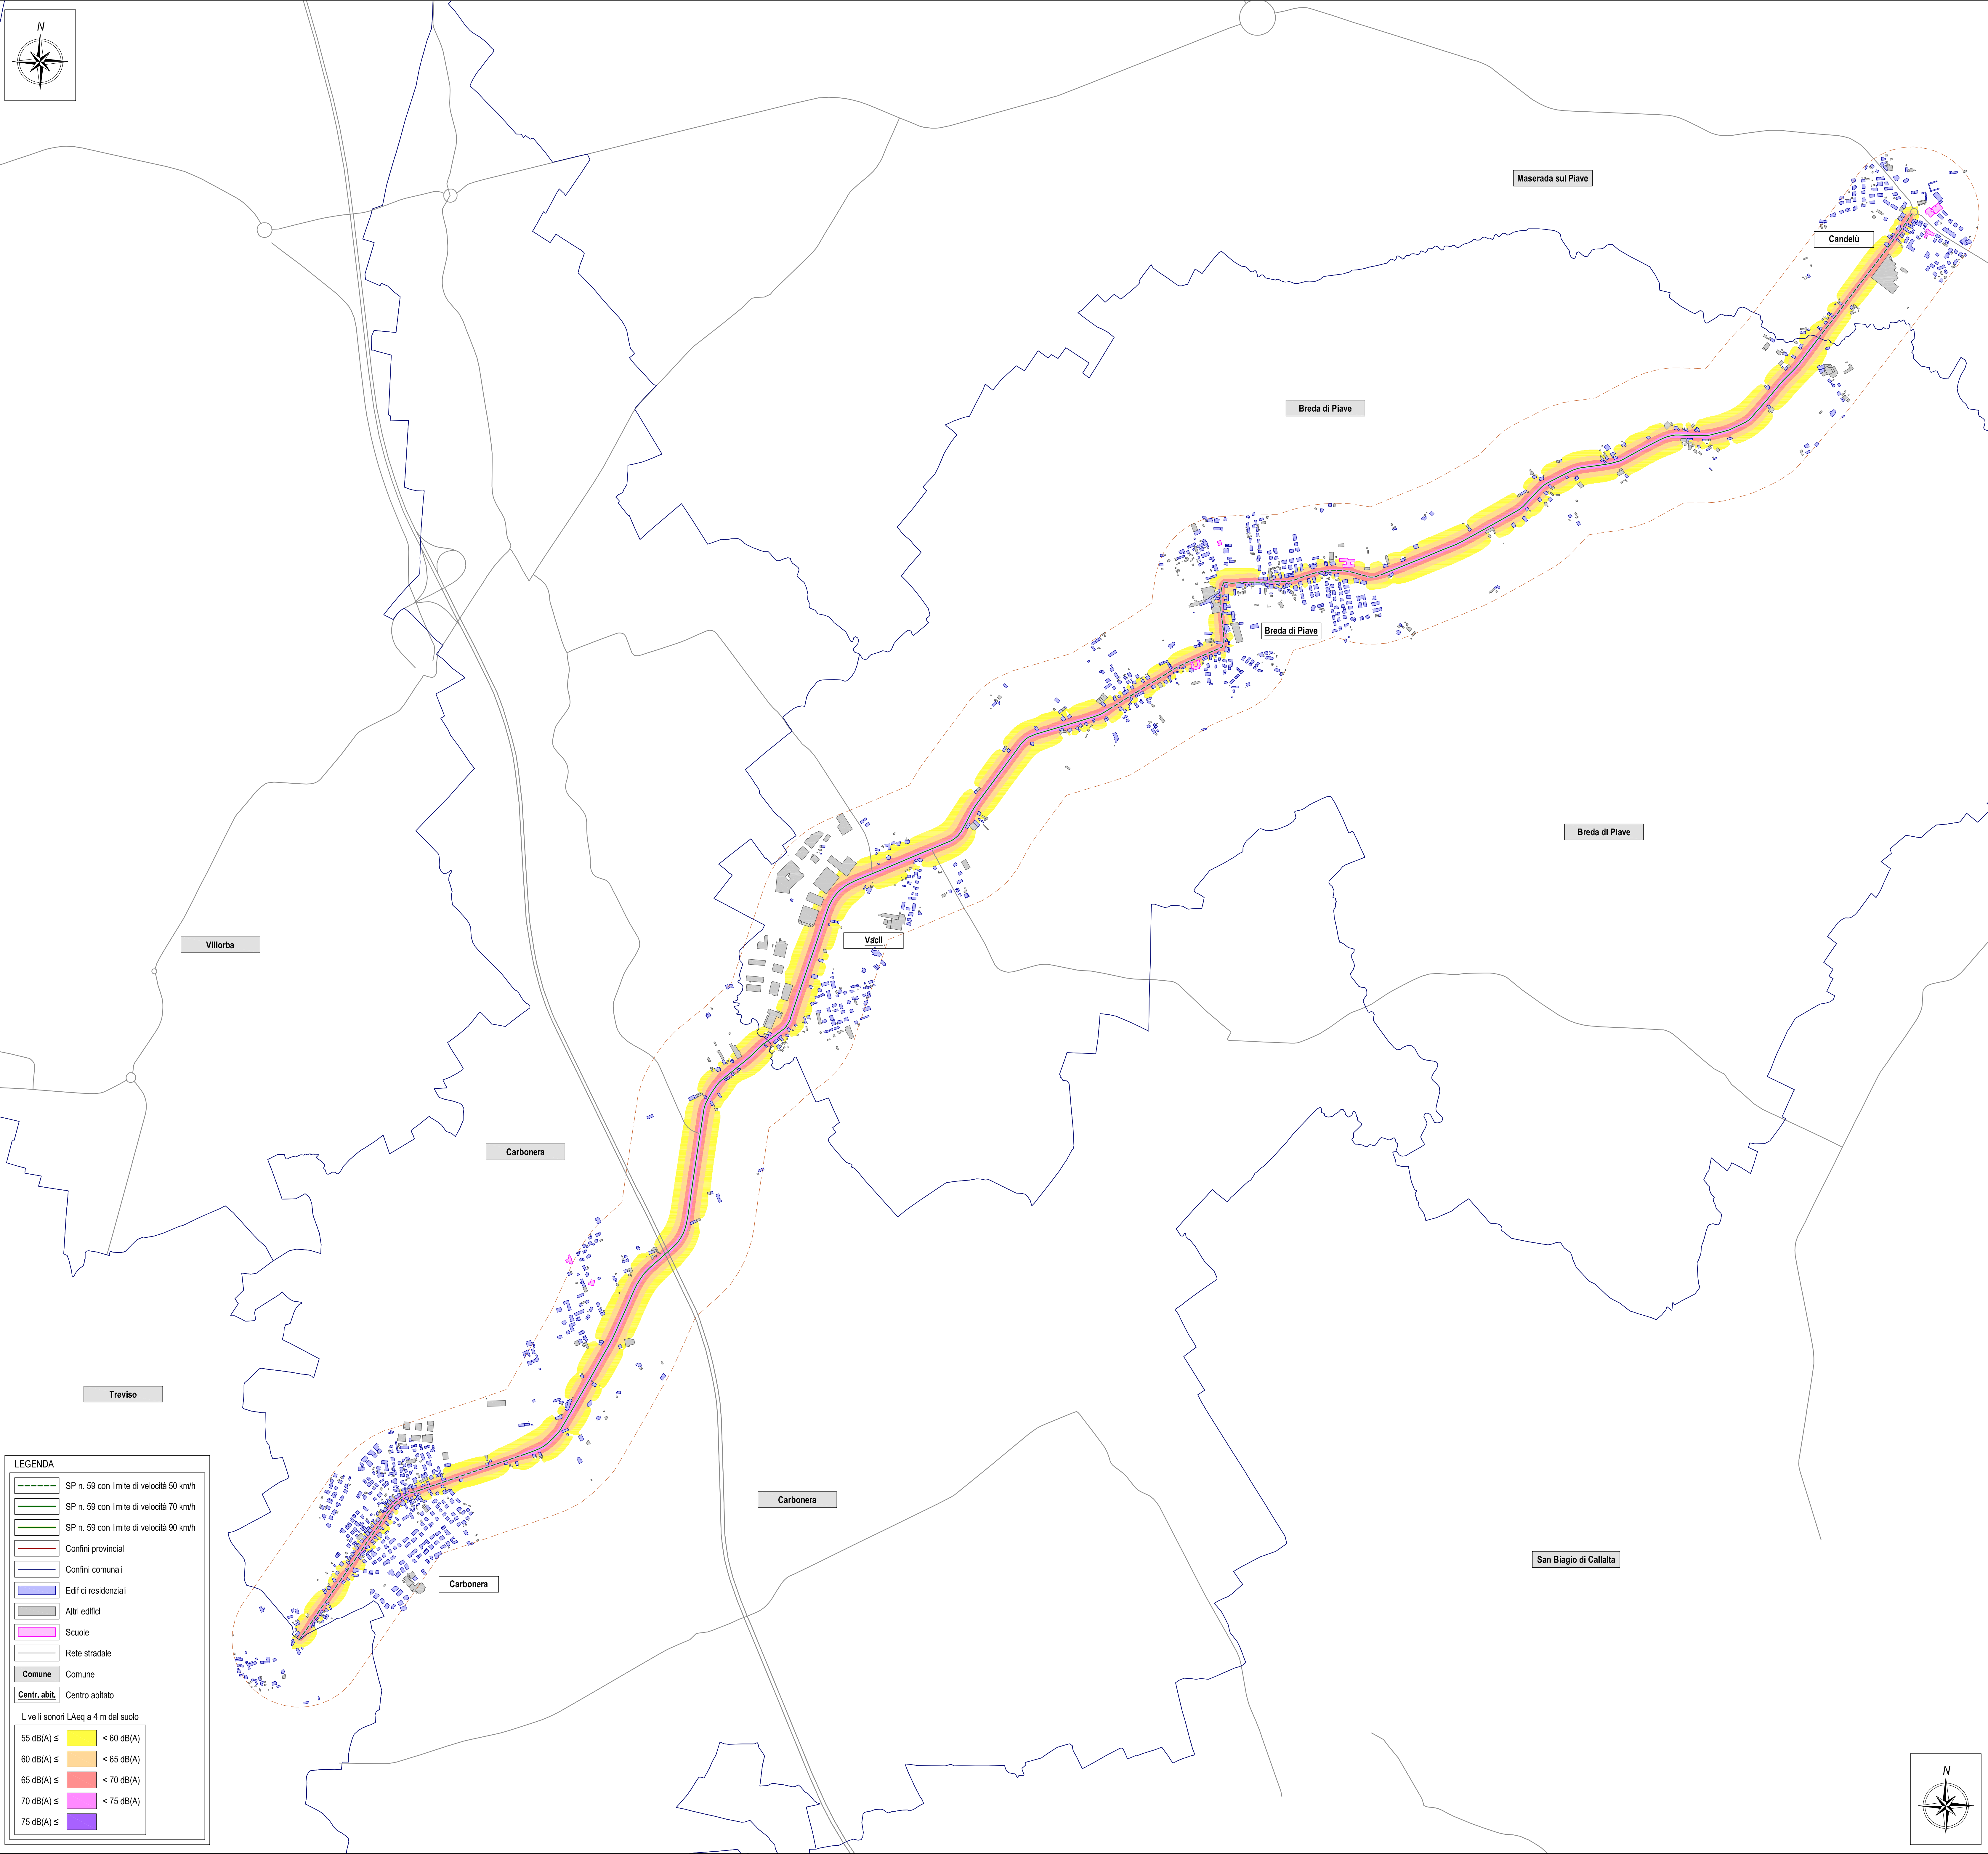 N
Maserada sul Piave
Candelù
Breda di Piave
Breda di Piave
Breda di Piave
Vacil
Villorba
Carbonera
Treviso
Carbonera
San Biagio di Callalta
Carbonera
LEGENDA
SP n. 59 con limite di velocità 50 km/h
SP n. 59 con limite di velocità 70 km/h
SP n. 59 con limite di velocità 90 km/h
Confini provinciali
Confini comunali
Edifici residenziali
Altri edifici
Scuole
Rete stradale
Comune Comune
Centr. abit. Centro abitato
Livelli sonori LAeq a 4 m dal suolo
55 dB(A) ≤ < 60 dB(A)
60 dB(A) ≤ < 65 dB(A)
65 dB(A) ≤ < 70 dB(A)
70 dB(A) ≤ < 75 dB(A)
75 dB(A) ≤
N